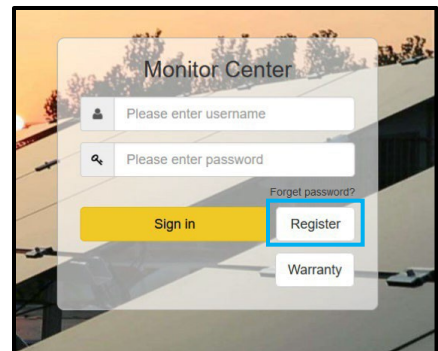 Monitor Center
Please enter username
Please enter password
Forget password?
Sign in
Register
Warranty